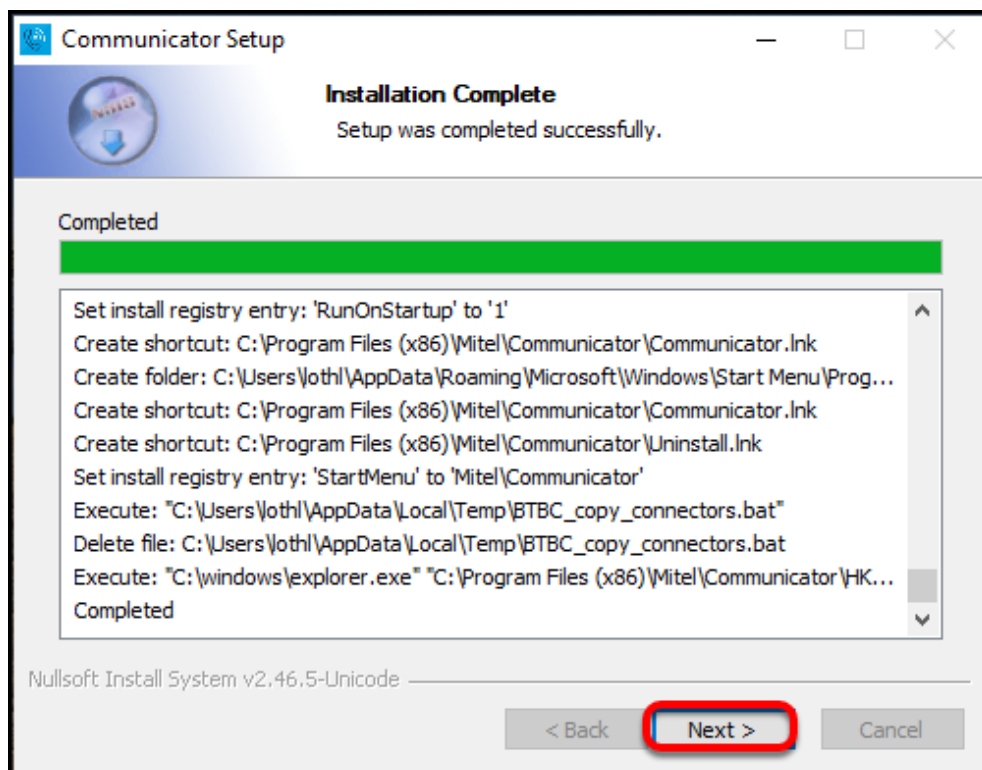 Communicator Setup
Installation Complete
Setup was completed successfully.
Completed
Set install registry entry: 'RunOnStartup' to '1'
Create shortcut: C:\Program Files (x86)\Mitel\Communicator\Communicator.lnk
Create folder: C:\Users\lothl\AppData\Roaming\Microsoft\Windows\Start Menu\Prog...
Create shortcut: C:\Program Files (x86)\Mitel\Communicator\Communicator.lnk
Create shortcut: C:\Program Files (x86)\Mitel\Communicator\Uninstall.lnk
Set install registry entry: 'StartMenu' to 'Mitel\Communicator'
Execute: "C:\Users\lothl\AppData\Local\Temp\BTBC_copy_connectors.bat"
Delete file: C:\Users\lothl\AppData\Local\Temp\BTBC_copy_connectors.bat
Execute: "C:\windows\explorer.exe" "C:\Program Files (x86)\Mitel\Communicator\HK...
Completed
Nullsoft Install System v2.46.5-Unicode
< Back
Next >
Cancel